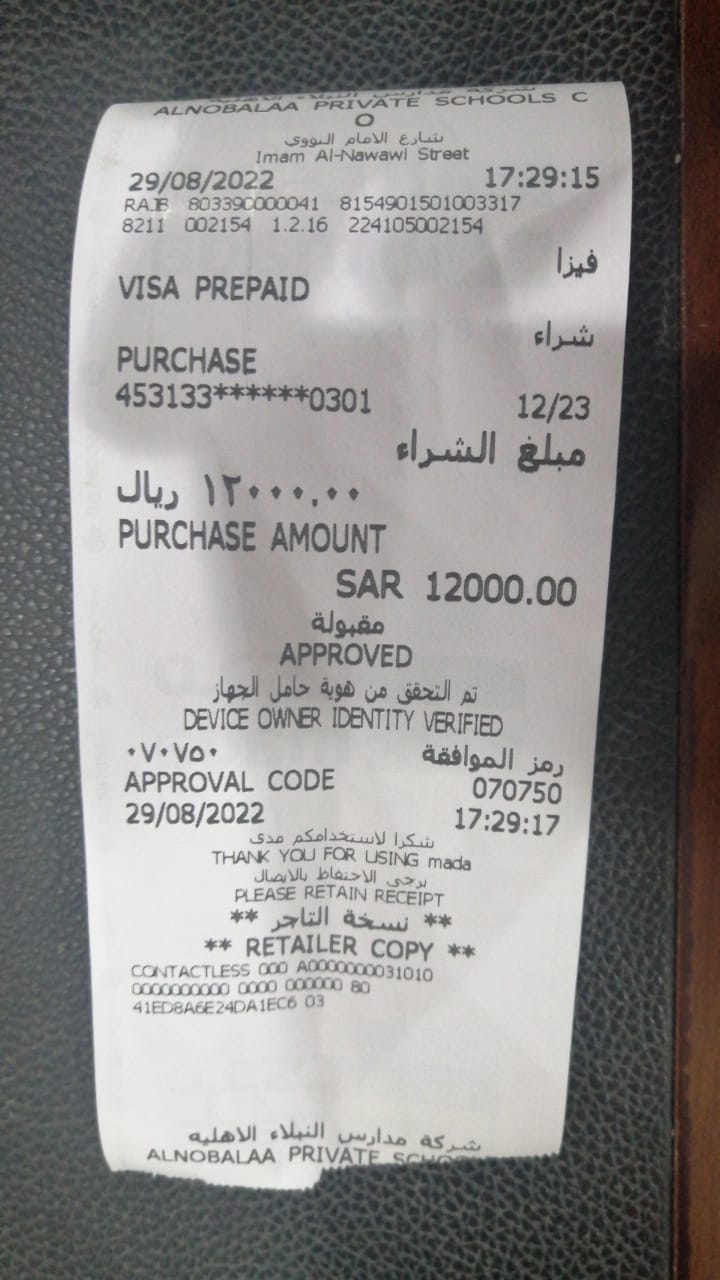 شركة مدارس النبلاء الاهليه
ALNOBALAA PRIVATE SCHOOLS C
O
شارع الامام النووي
Imam Al-Nawawi Street
29/08/2022 17:29:15
RAJB 803390000041 8154901501003317
8211 002154 1.2.16 224105002154
فيزا
VISA PREPAID
شراء
PURCHASE
453133******0301 12/23
مبلغ الشراء
١٢٠٠٠.٠٠ ريال
PURCHASE AMOUNT
SAR 12000.00
مقبولة
APPROVED
تم التحقق من هوية حامل الجهاز
DEVICE OWNER IDENTITY VERIFIED
رمز الموافقة ٠٧٠٧٥٠
APPROVAL CODE 070750
29/08/2022 17:29:17
شكرا لاستخدامكم مدى
THANK YOU FOR USING mada
يرجى الاحتفاظ بالايصال
PLEASE RETAIN RECEIPT
** نسخة التاجر **
** RETAILER COPY **
CONTACTLESS 000 A0000000031010
0000000000 0000 000000 80
41ED8A6E24DA1EC6 03
شركة مدارس النبلاء الاهليه
ALNOBALAA PRIVATE SCHOO